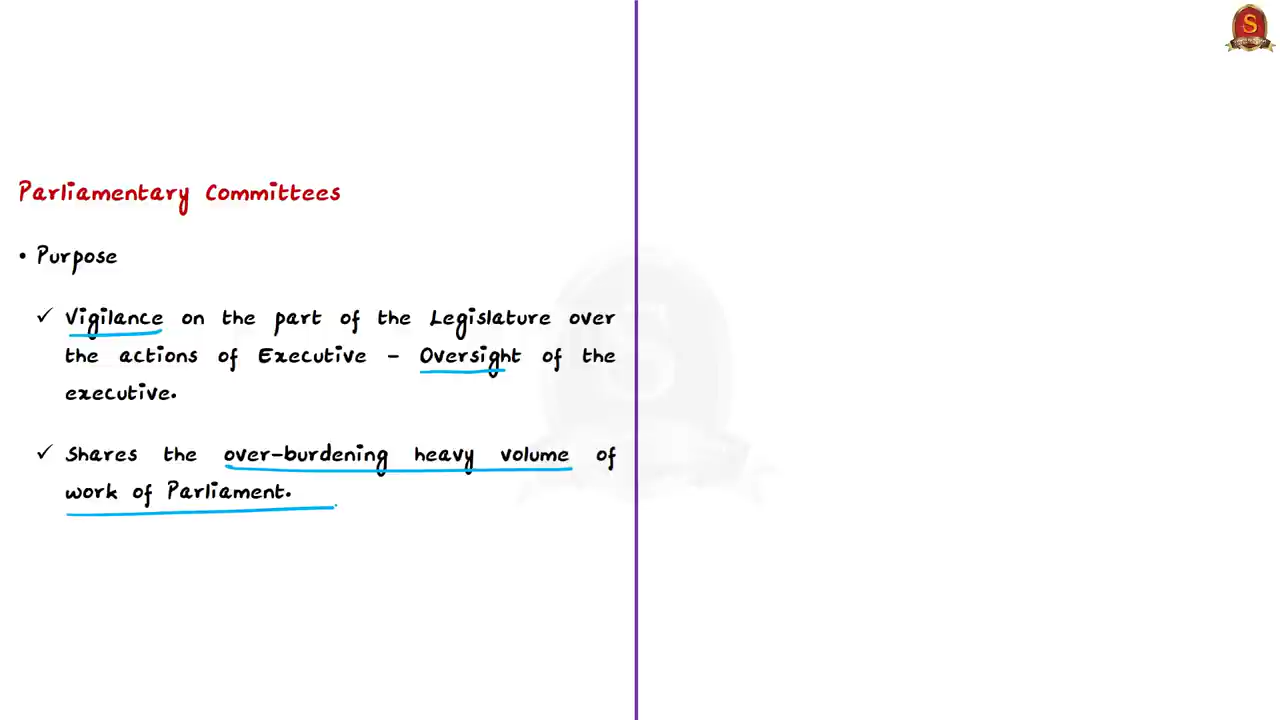 S
Parliamentary Committees
• Purpose
✓ Vigilance on the part of the Legislature over
the actions of Executive – Oversight of the
executive.
✓ Shares the over-burdening heavy volume of
work of Parliament.